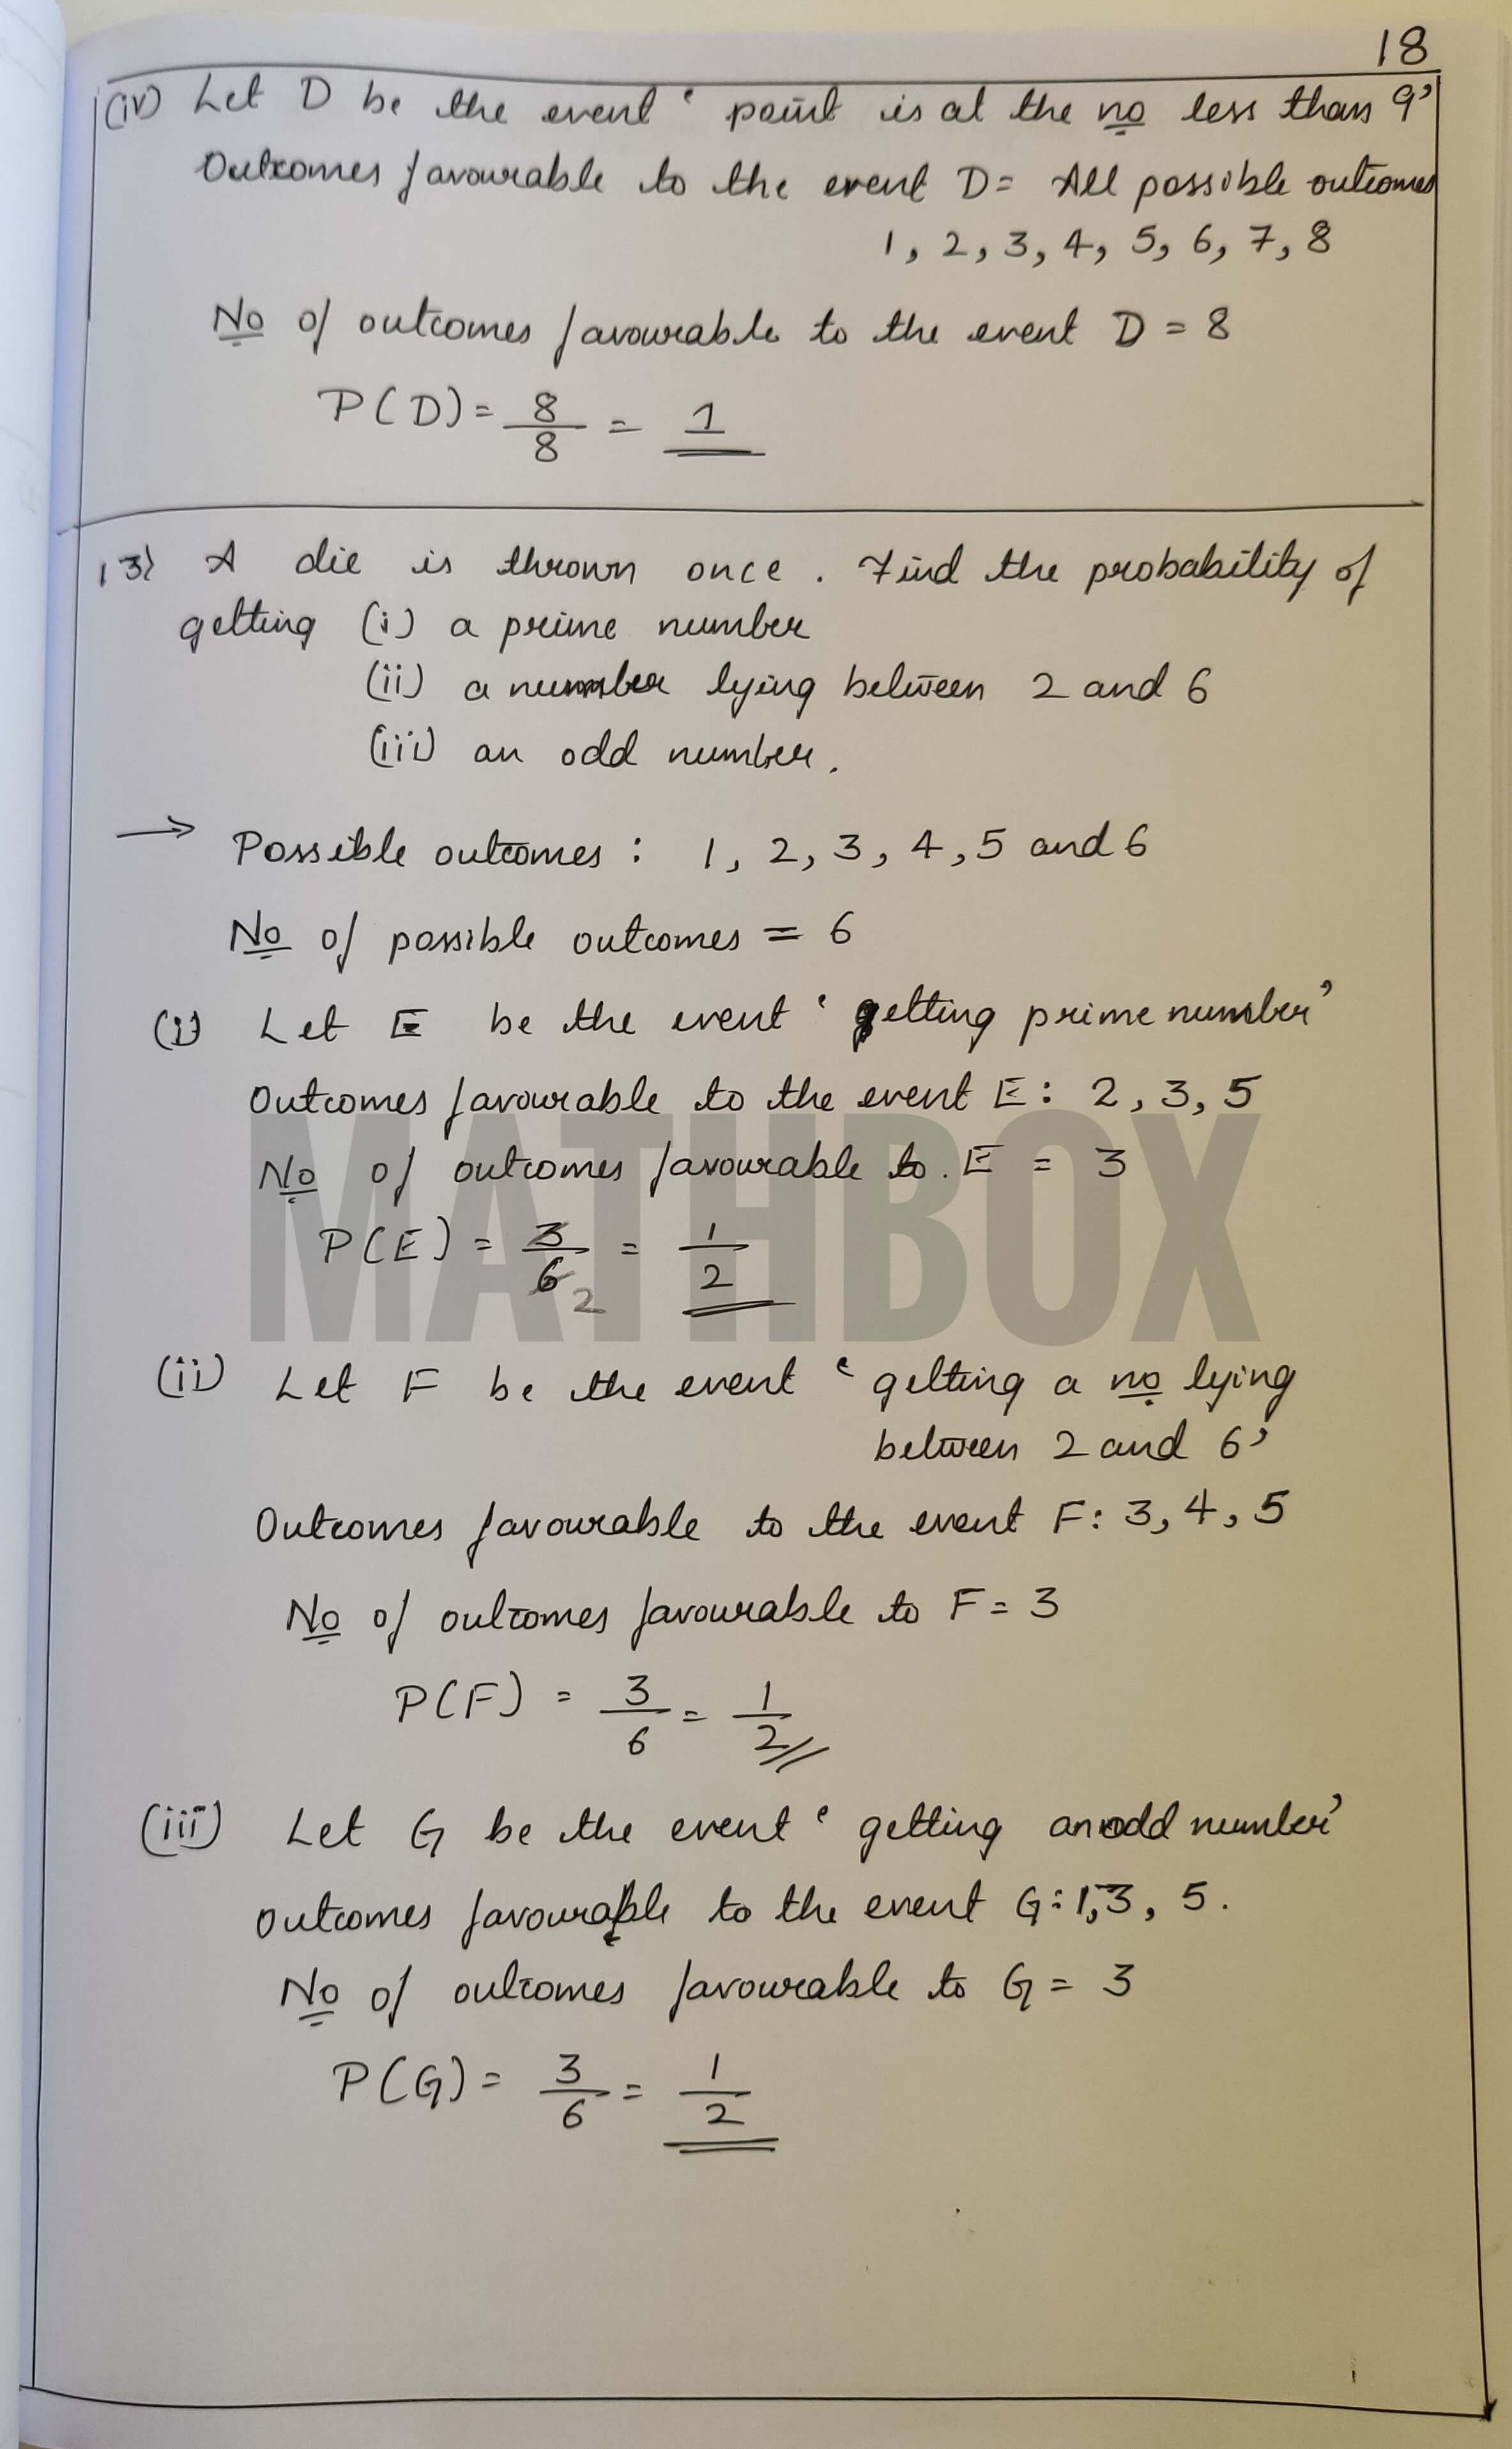 18
(iv) Let D be the event ‘point is at the no less than 9’
Outcomes favourable to the event D = All possible outcomes
1, 2, 3, 4, 5, 6, 7, 8
No of outcomes favourable to the event D = 8
P(D) = 8/8 = 1
13) A die is thrown once. Find the probability of
getting (i) a prime number
(ii) a number lying between 2 and 6
(iii) an odd number.
→ Possible outcomes : 1, 2, 3, 4, 5 and 6
No of possible outcomes = 6
(i) Let E be the event ‘getting prime number’
Outcomes favourable to the event E : 2, 3, 5
No of outcomes favourable to. E = 3
P(E) = 3/6 2 = 1/2
MATHBOX
(ii) Let F be the event ‘getting a no lying
between 2 and 6’
Outcomes favourable to the event F : 3, 4, 5
No of outcomes favourable to F = 3
P(F) = 3/6 = 1/2
(iii) Let G be the event ‘getting an odd number’
Outcomes favourable to the event G : 1, 3, 5.
No of outcomes favourable to G = 3
P(G) = 3/6 = 1/2